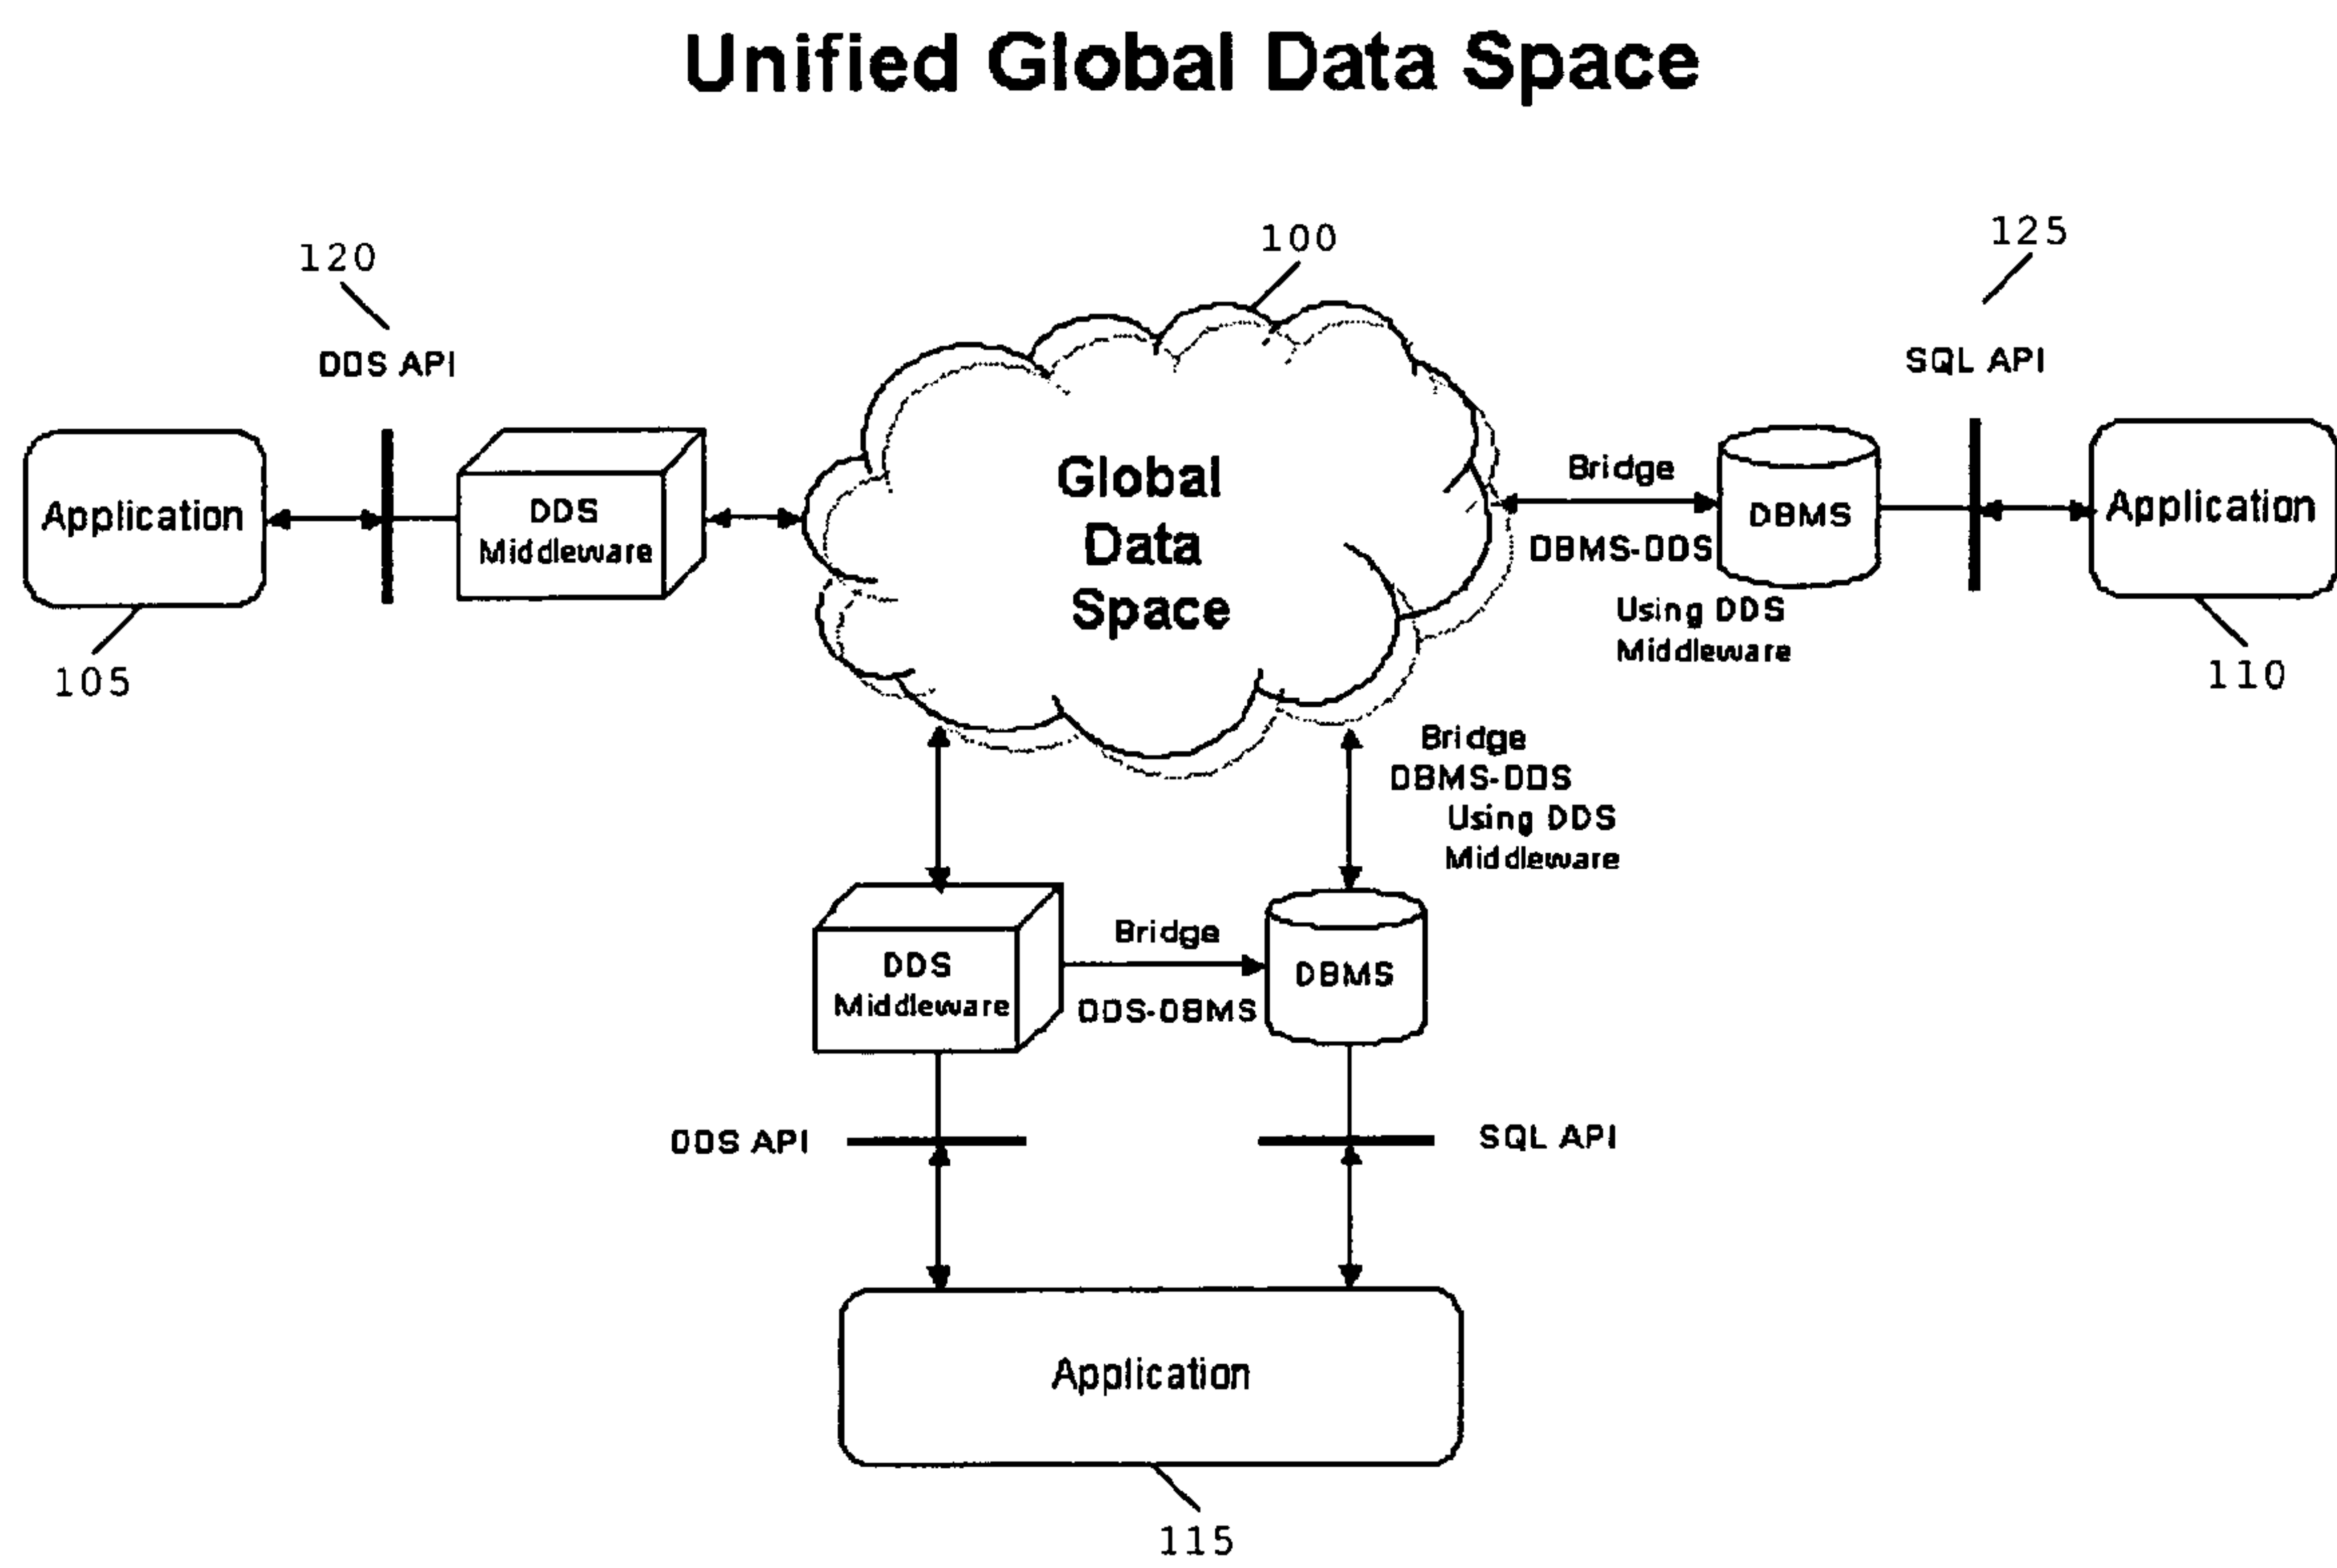 Unified Global Data Space
120
100
125
DDS API
SQL API
Application
DDS
Middleware
Global
Data
Space
Bridge
DBMS-DDS
Using DDS
Middleware
DBMS
Application
105
110
Bridge
DBMS-DDS
Using DDS
Middleware
DDS
Middleware
Bridge
DDS-DBMS
DBMS
DDS API
SQL API
Application
115